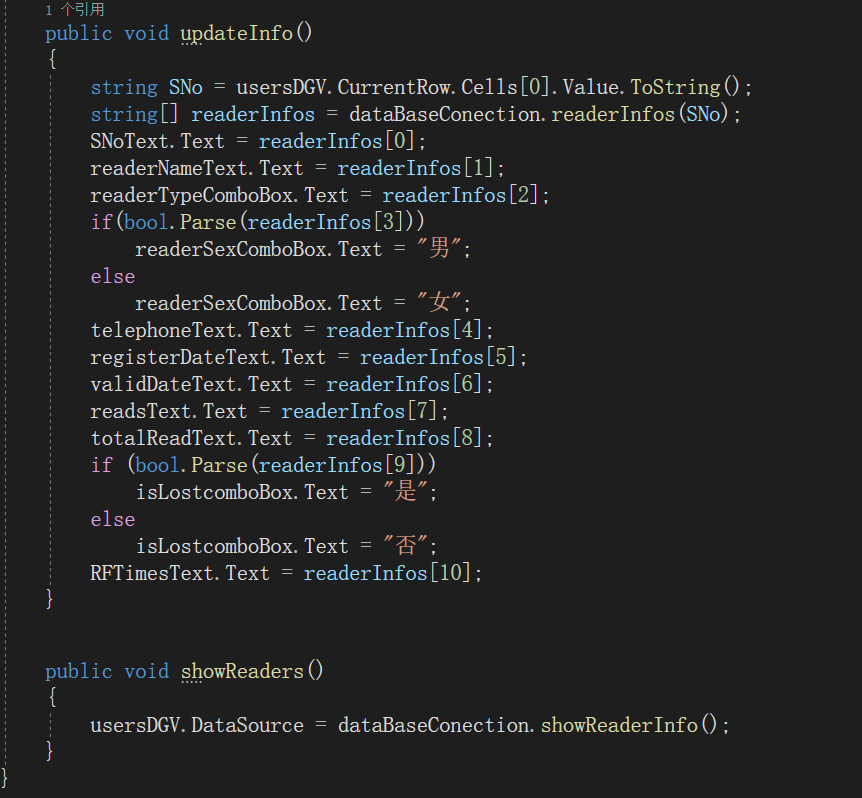 1 个引用
public void updateInfo()
{
string SNo = usersDGV.CurrentRow.Cells[0].Value.ToString();
string[] readerInfos = dataBaseConection.readerInfos(SNo);
SNoText.Text = readerInfos[0];
readerNameText.Text = readerInfos[1];
readerTypeComboBox.Text = readerInfos[2];
if(bool.Parse(readerInfos[3]))
readerSexComboBox.Text = "男";
else
readerSexComboBox.Text = "女";
telephoneText.Text = readerInfos[4];
registerDateText.Text = readerInfos[5];
validDateText.Text = readerInfos[6];
readsText.Text = readerInfos[7];
totalReadText.Text = readerInfos[8];
if (bool.Parse(readerInfos[9]))
isLostcomboBox.Text = "是";
else
isLostcomboBox.Text = "否";
RFTimesText.Text = readerInfos[10];
}
public void showReaders()
{
usersDGV.DataSource = dataBaseConection.showReaderInfo();
}
}